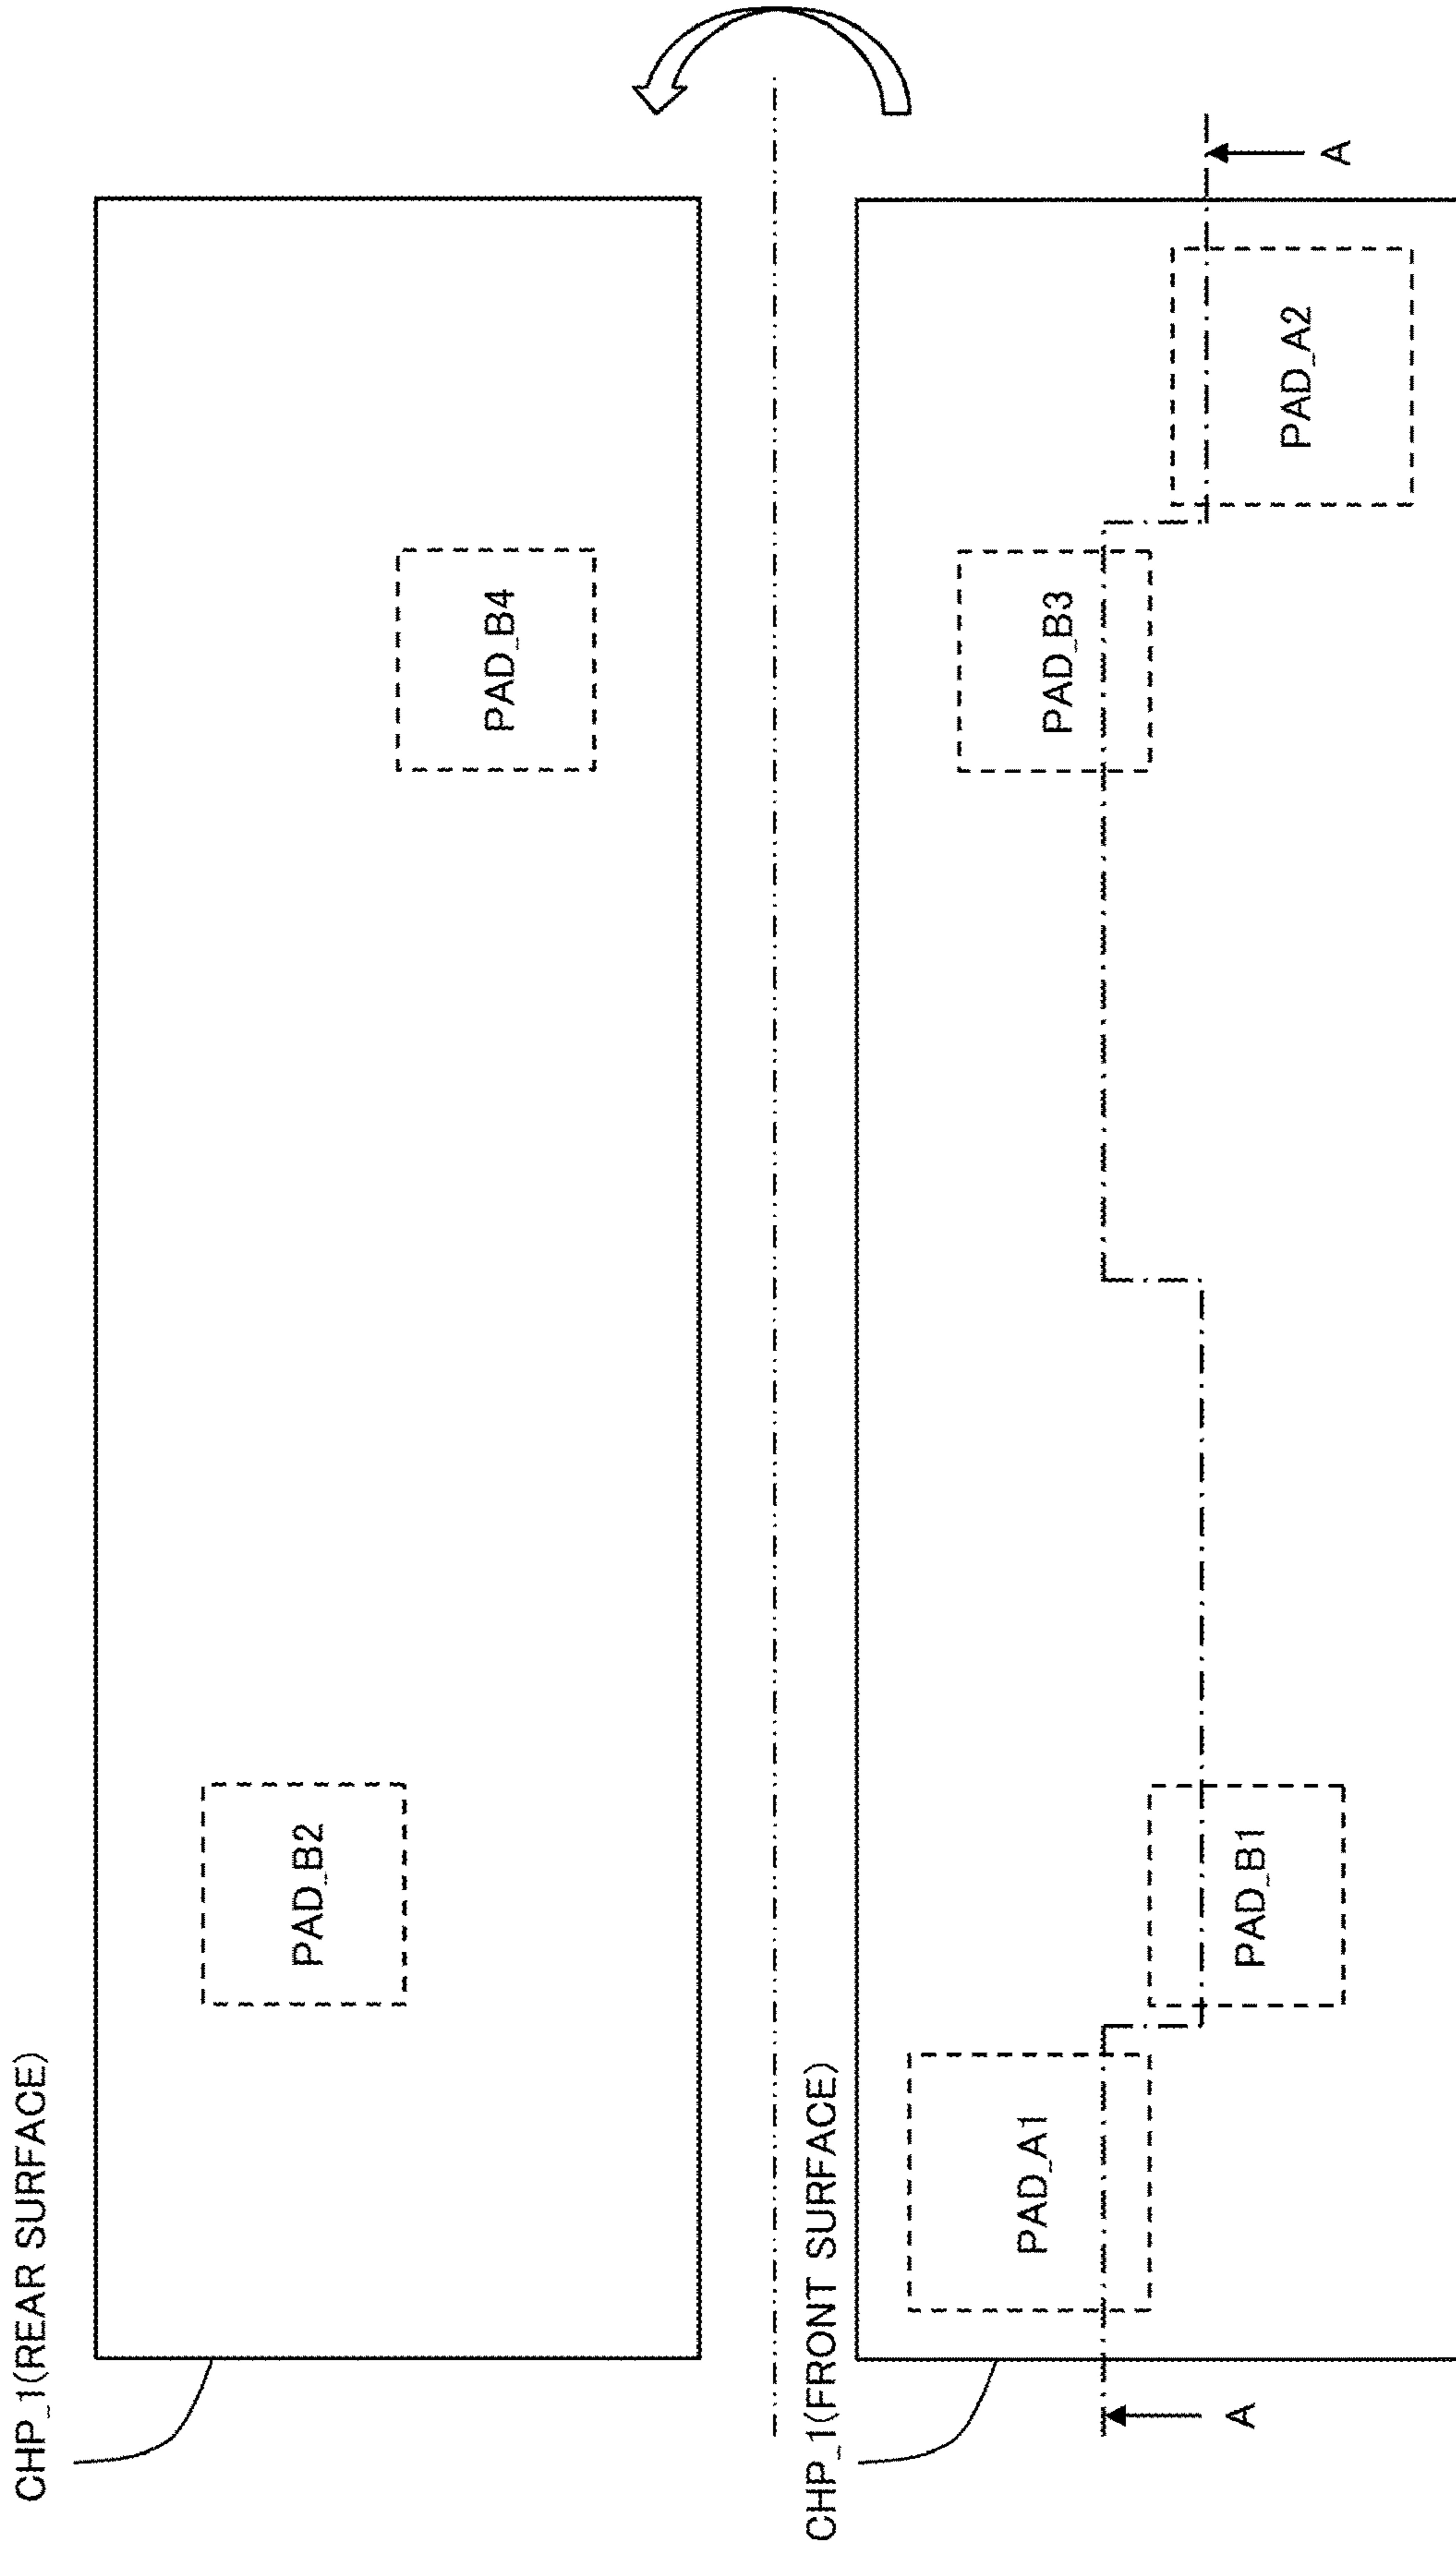 CHP_1(REAR SURFACE)
PAD_B2
PAD_B4
CHP_1(FRONT SURFACE)
PAD_A1
PAD_B3
A
PAD_B1
PAD_A2
A